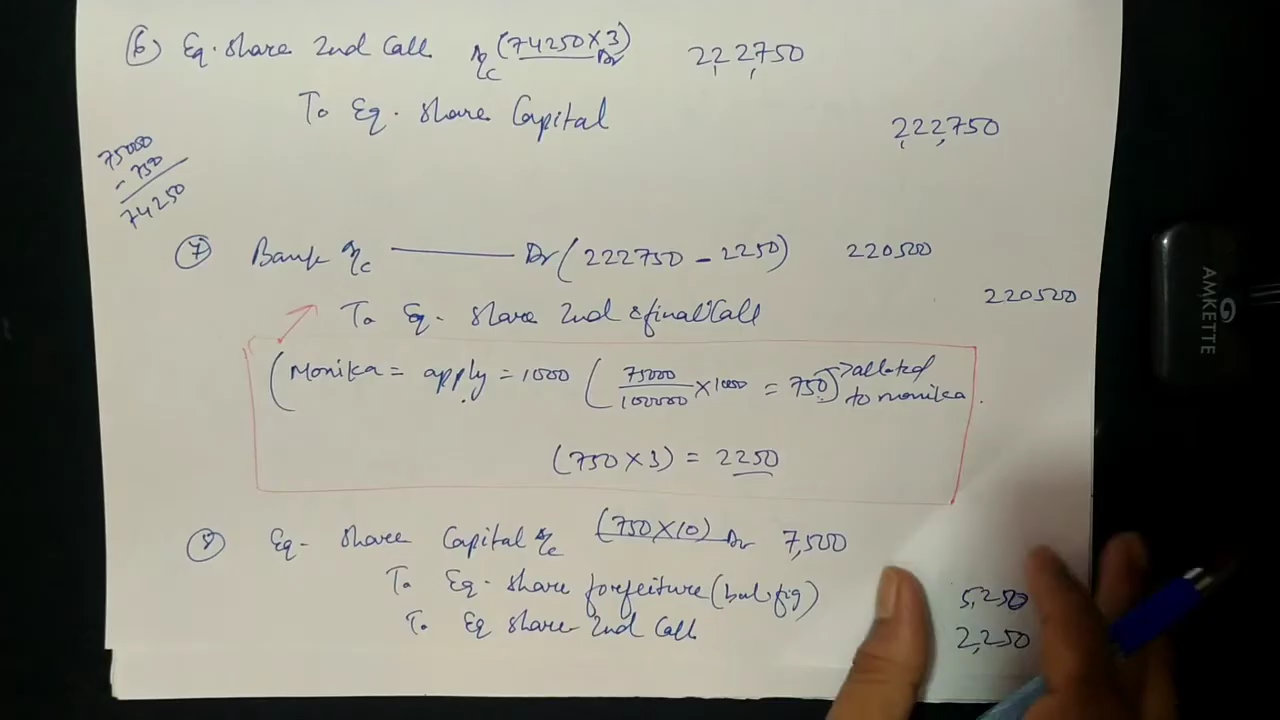 6 Eq. share 2nd Call A/c (74250×3) Dr 222750
To Eq. share Capital 222750
75000
- 750
74250
7 Bank A/c Dr (222750 - 2250) 220500
To Eq. share 2nd & final Call 220500
(Monika = apply = 1000 (75000/100000 × 1000 = 750) > alloted to monika.
(750 × 3) = 2250
8 Eq- share Capital A/c (750×10) Dr 7,500
To Eq. share forfeiture (bal. fig) 5,250
To Eq share 2nd Call 2,250
AMKETTE